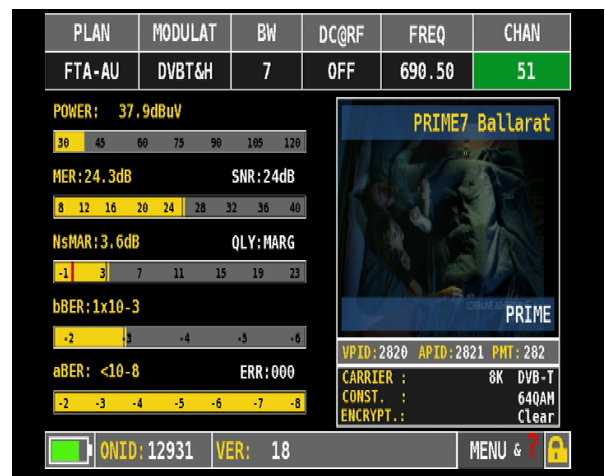 PLAN MODULAT BW DC@RF FREQ CHAN
FTA-AU DVBT&H 7 OFF 690.50 51
POWER: 37.9dBuV
30 45 60 75 90 105 120
MER:24.3dB SNR:24dB
8 12 16 20 24 28 32 36 40
NsMAR:3.6dB QLY:MARG
-1 3 7 11 15 19 23
bBER:1x10-3
-2 -3 -4 -5 -6
aBER: <10-8 ERR:000
-2 -3 -4 -5 -6 -7 -8
PRIME7 Ballarat
PRIME
VPID:2820 APID:2821 PMT:282
CARRIER : 8K DVB-T
CONST. : 64QAM
ENCRYPT.: Clear
ONID:12931 VER: 18 MENU & ?